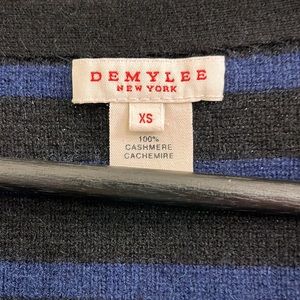 DEMYLEE
NEW YORK
XS
100%
CASHMERE
CACHEMIRE